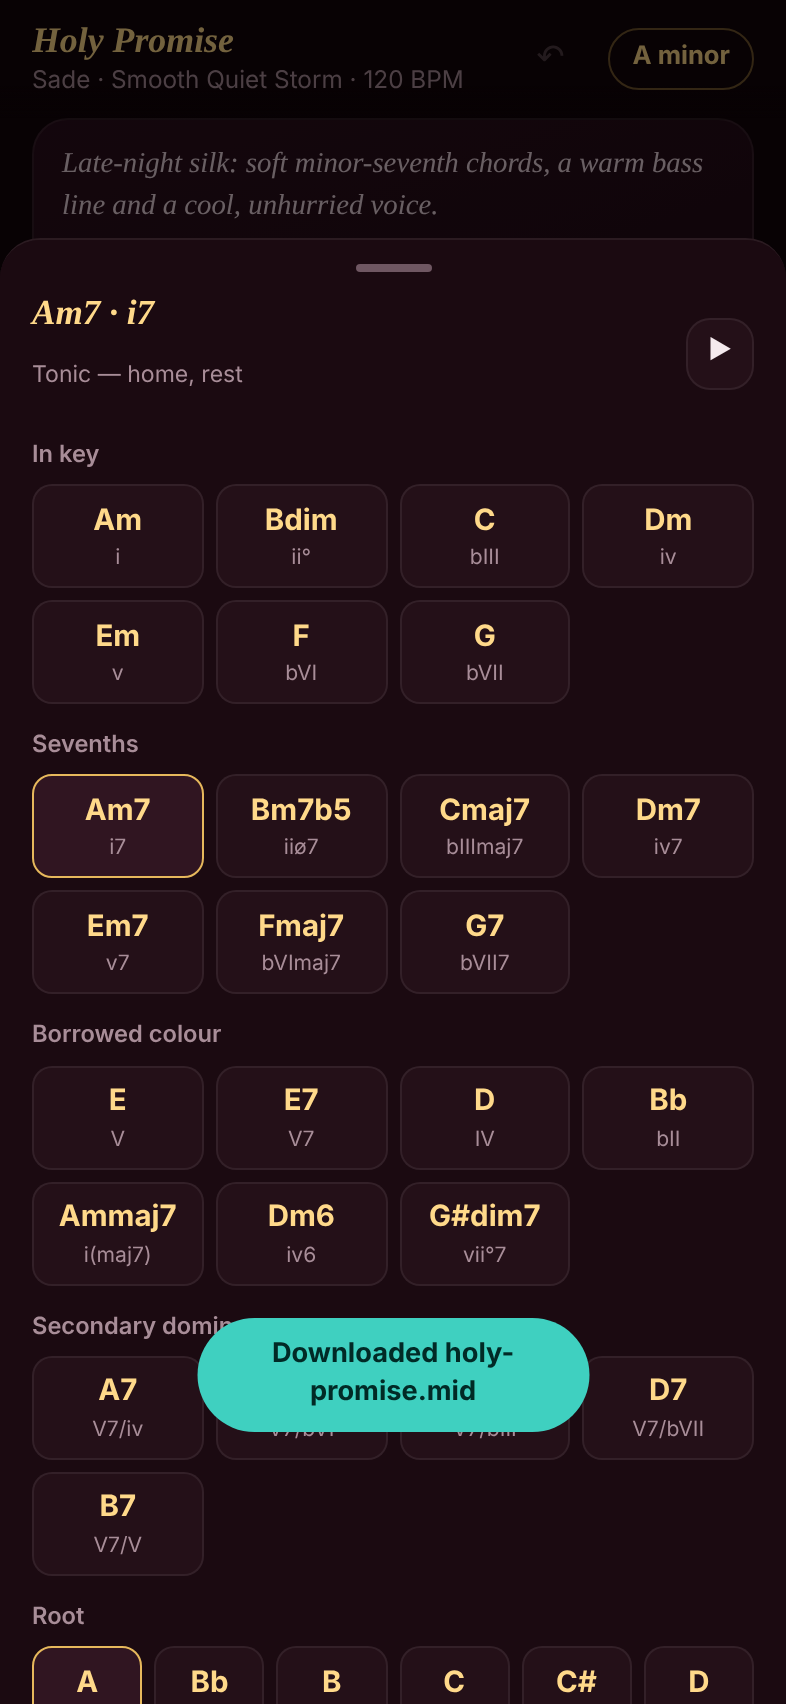 Holy Promise
Sade · Smooth Quiet Storm · 120 BPM
↶
A minor
Late-night silk: soft minor-seventh chords, a warm bass
line and a cool, unhurried voice.
Am7 · i7
Tonic — home, rest
In key
Am
i
Bdim
ii°
C
bIII
Dm
iv
Em
v
F
bVI
G
bVII
Sevenths
Am7
i7
Bm7b5
iiø7
Cmaj7
bIIImaj7
Dm7
iv7
Em7
v7
Fmaj7
bVImaj7
G7
bVII7
Borrowed colour
E
V
E7
V7
D
IV
Bb
bII
Ammaj7
i(maj7)
Dm6
iv6
G#dim7
vii°7
Secondary
Downloaded holy-
promise.mid
A7
V7/iv
V7/bVI
V7/bIII
D7
V7/bVII
B7
V7/V
Root
A
Bb
B
C
C#
D